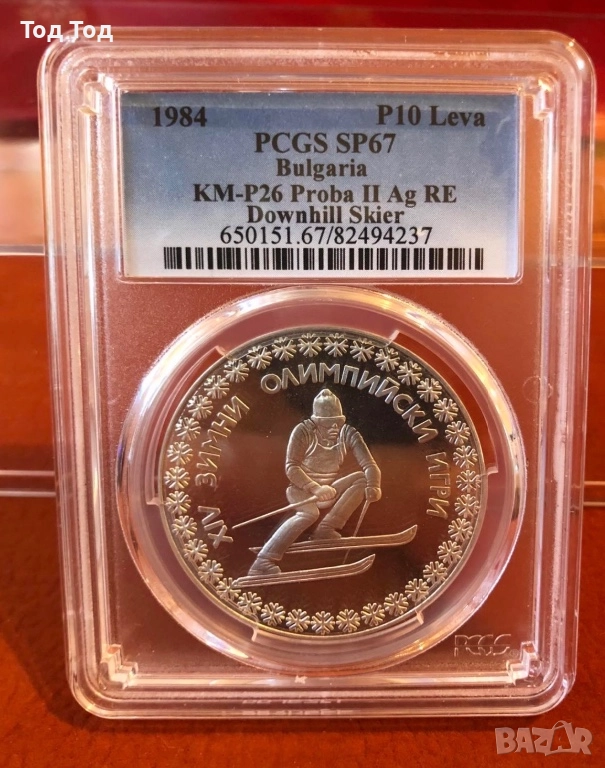 Тод Тод
1984 P10 Leva
PCGS SP67
Bulgaria
KM-P26 Proba II Ag RE
Downhill Skier
650151.67/82494237
XIV ЗИМНИ ОЛИМПИЙСКИ ИГРИ
PCGS
BAZAR